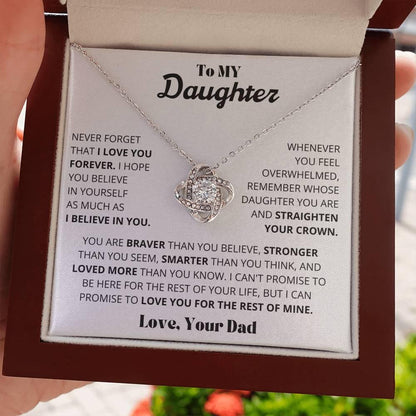 To MY
Daughter
NEVER FORGET
THAT I LOVE YOU
FOREVER. I HOPE
YOU BELIEVE
IN YOURSELF
AS MUCH AS
I BELIEVE IN YOU.
WHENEVER
YOU FEEL
OVERWHELMED,
REMEMBER WHOSE
DAUGHTER YOU ARE
AND STRAIGHTEN
YOUR CROWN.
YOU ARE BRAVER THAN YOU BELIEVE, STRONGER
THAN YOU SEEM, SMARTER THAN YOU THINK, AND
LOVED MORE THAN YOU KNOW. I CAN'T PROMISE TO
BE HERE FOR THE REST OF YOUR LIFE, BUT I CAN
PROMISE TO LOVE YOU FOR THE REST OF MINE.
Love, Your Dad